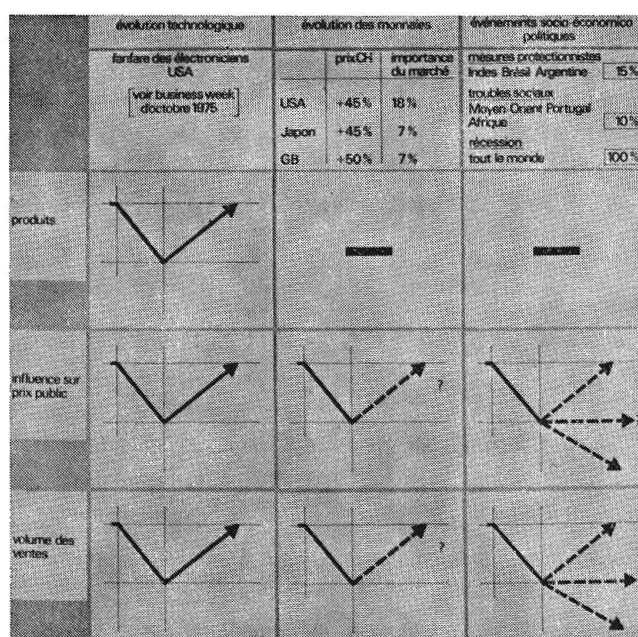 évolution technologique
évolution des monnaies
événements socio-économico
politiques
fanfare des électroniciens
USA
[voir business week
d'octobre 1975]
prix CH
importance
du marché
USA +45% 18%
Japon +45% 7%
GB +50% 7%
mesures protectionnistes
Indes Brésil Argentine 15%
troubles sociaux
Moyen-Orient Portugal
Afrique 10%
récession
tout le monde 100%
produits
influence sur
prix public
?
volume des
ventes
?